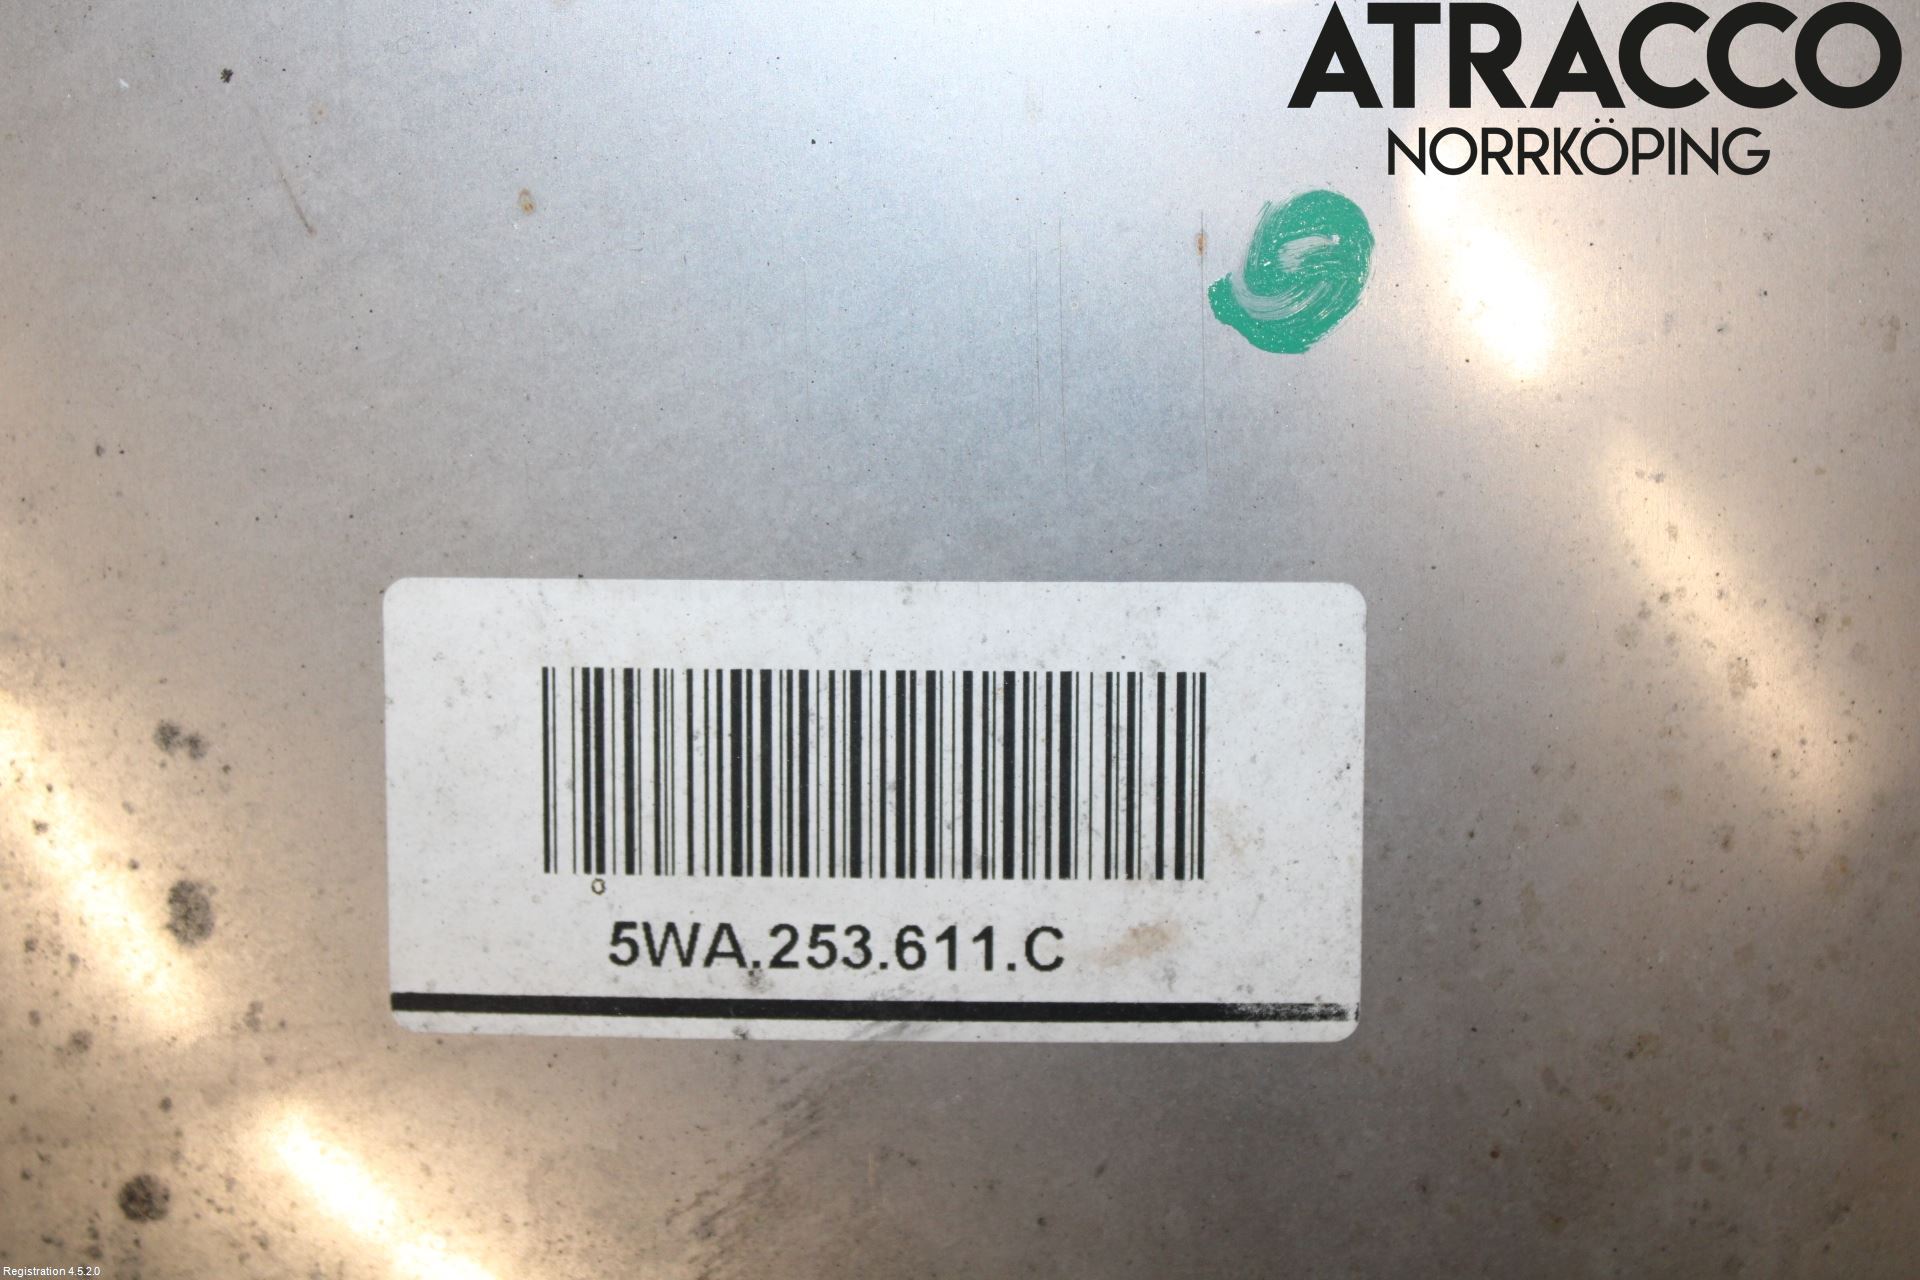 ATRACCO
NORRKÖPING
5WA.253.611.C
Registration 4.5.2.0